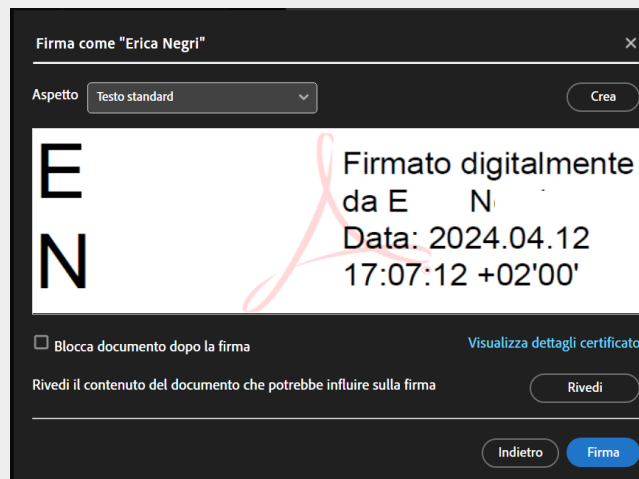 Firma come "Erica Negri"
Aspetto Testo standard Crea
E
N
Firmato digitalmente
da E N
Data: 2024.04.12
17:07:12 +02'00'
Blocca documento dopo la firma Visualizza dettagli certificato
Rivedi il contenuto del documento che potrebbe influire sulla firma Rivedi
Indietro Firma